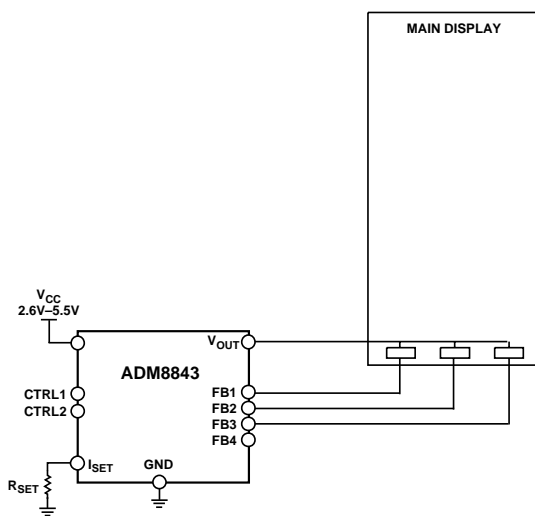 MAIN DISPLAY
VCC
2.6V–5.5V
VOUT
ADM8843
CTRL1
CTRL2
FB1
FB2
FB3
FB4
ISET
GND
RSET